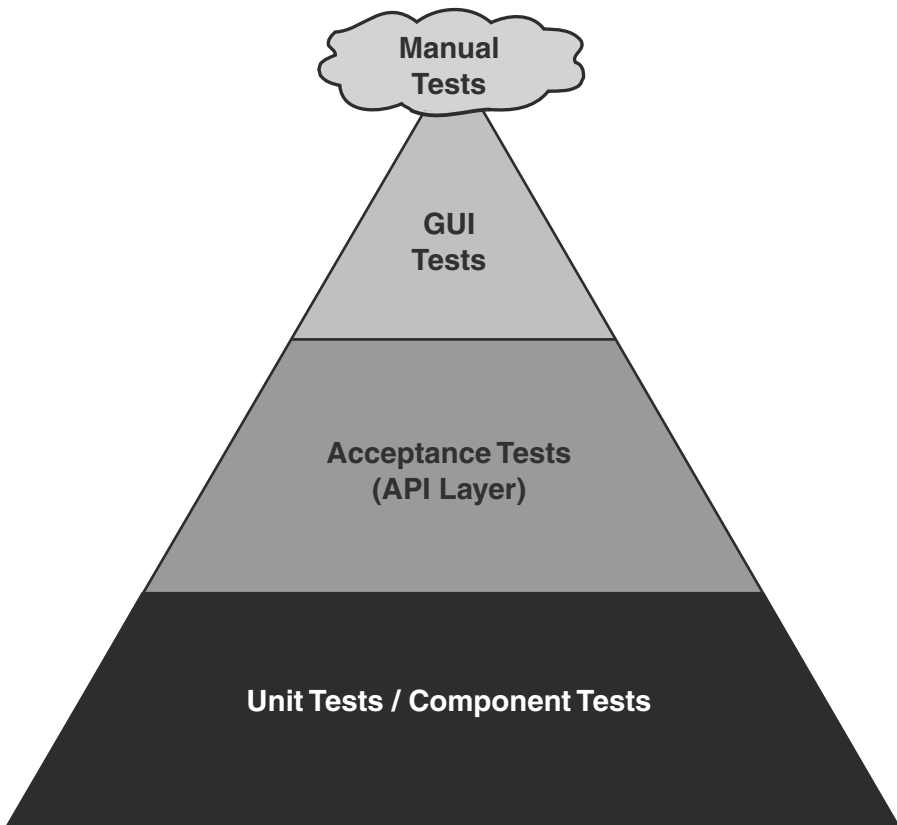 Manual
Tests
GUI
Tests
Acceptance Tests
(API Layer)
Unit Tests / Component Tests